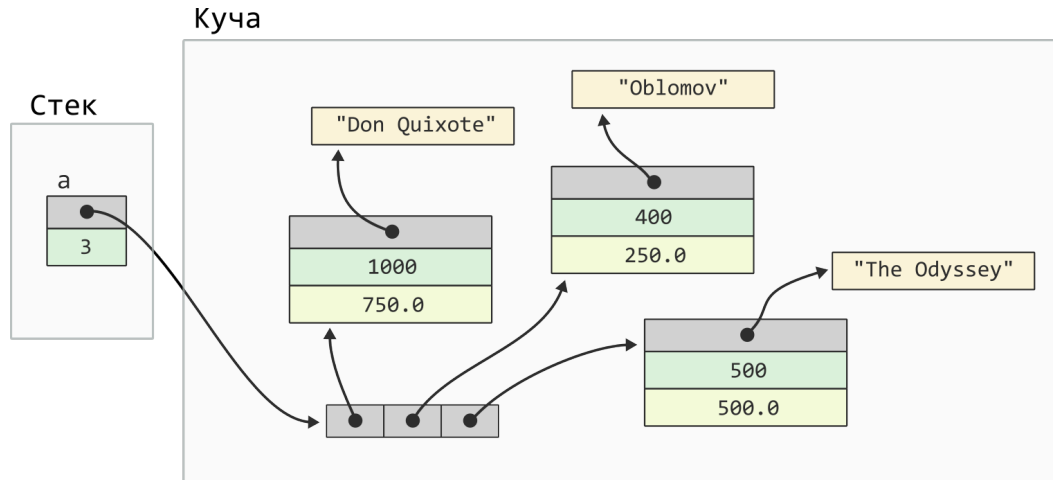 Куча
Стек
a
3
"Don Quixote"
1000
750.0
"Oblomov"
400
250.0
"The Odyssey"
500
500.0